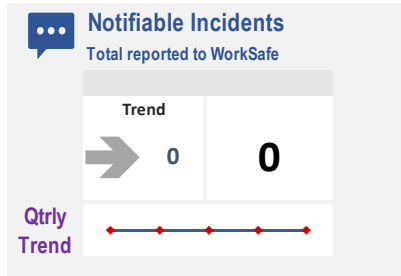 Notifiable Incidents
Total reported to WorkSafe
Trend
0
0
Qtrly
Trend